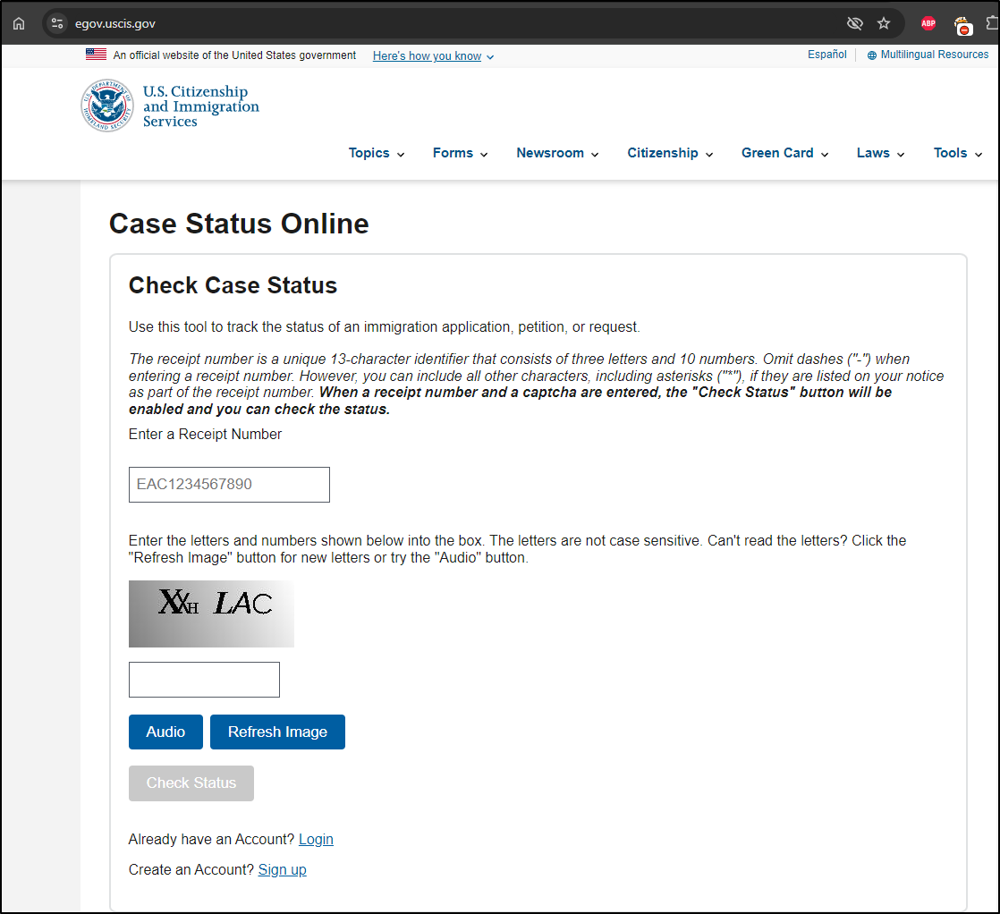 egov.uscis.gov
ABP
An official website of the United States government Here's how you know
Español
Multilingual Resources
U.S. DEPARTMENT OF HOMELAND SECURITY
U.S. Citizenship
and Immigration
Services
Topics Forms Newsroom Citizenship Green Card Laws Tools
Case Status Online
Check Case Status
Use this tool to track the status of an immigration application, petition, or request.
The receipt number is a unique 13-character identifier that consists of three letters and 10 numbers. Omit dashes ("-") when
entering a receipt number. However, you can include all other characters, including asterisks ("*"), if they are listed on your notice
as part of the receipt number. When a receipt number and a captcha are entered, the "Check Status" button will be
enabled and you can check the status.
Enter a Receipt Number
EAC1234567890
Enter the letters and numbers shown below into the box. The letters are not case sensitive. Can't read the letters? Click the
"Refresh Image" button for new letters or try the "Audio" button.
Audio Refresh Image
Check Status
Already have an Account? Login
Create an Account? Sign up